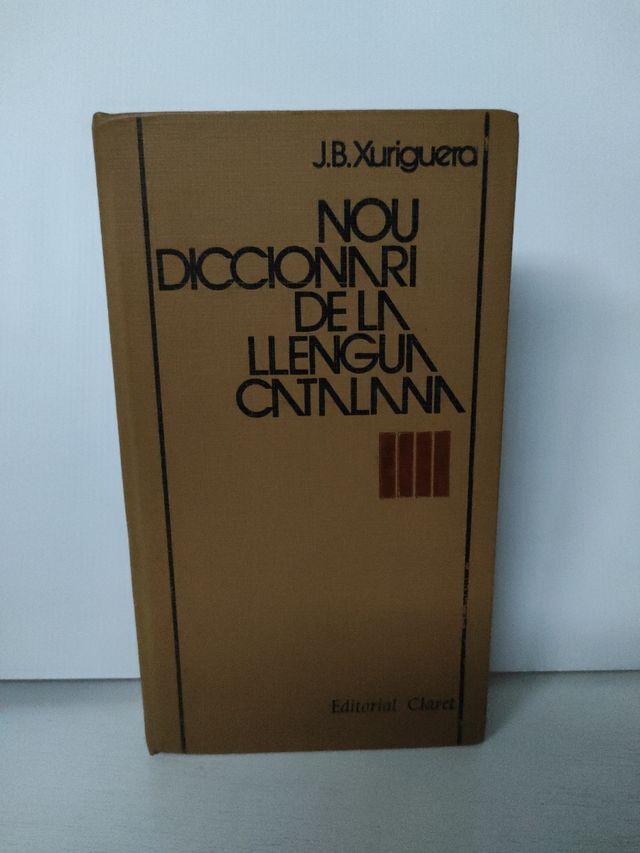 J.B.Xuriguera
NOU
DICCIONARI
DE LA
LLENGUA
CATALANA
Editorial Claret